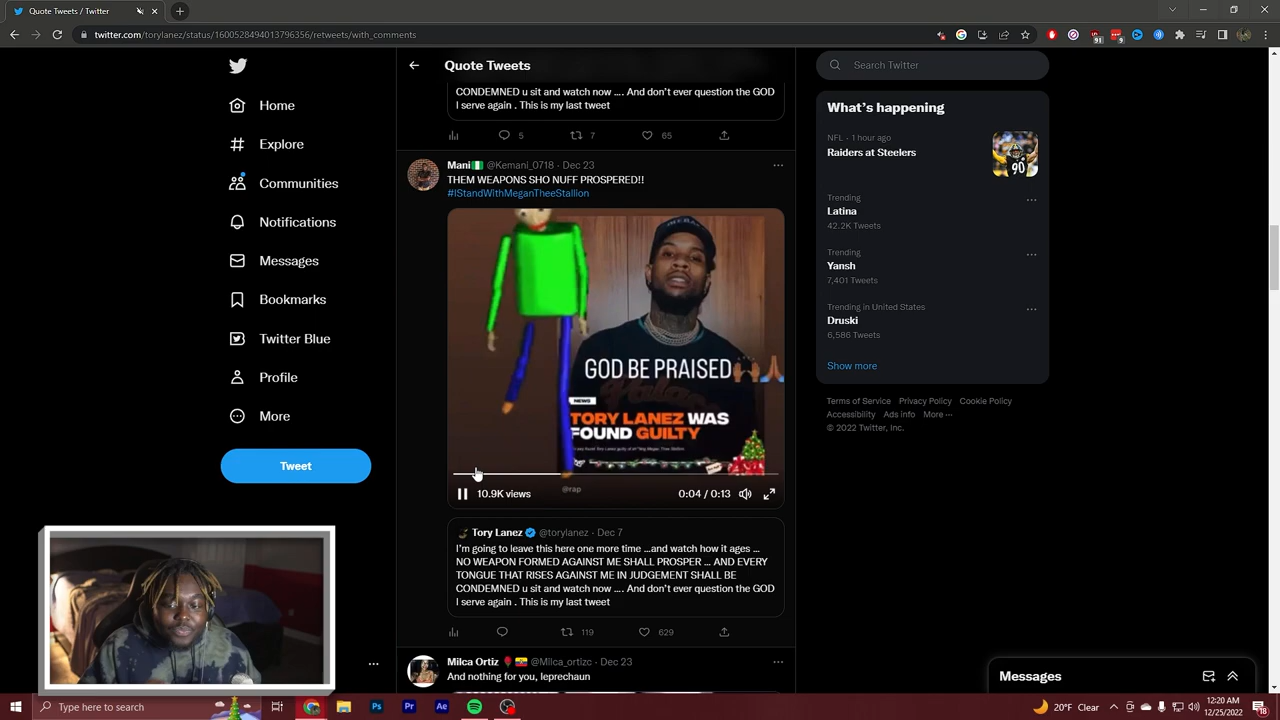 Quote Tweets / Twitter
twitter.com/torylanez/status/1600528494013796356/retweets/with_comments
Home
Explore
Communities
Notifications
Messages
Bookmarks
Twitter Blue
Profile
More
Tweet
Quote Tweets
CONDEMNED u sit and watch now .... And don't ever question the GOD
I serve again . This is my last tweet
5
7
65
Mani @Kemani_0718 · Dec 23
THEM WEAPONS SHO NUFF PROSPERED!!
#IStandWithMeganTheeStallion
GOD BE PRAISED
NEWS
TORY LANEZ WAS
FOUND GUILTY
@rap
10.9K views
0:04 / 0:13
Tory Lanez @torylanez · Dec 7
I'm going to leave this here one more time ...and watch how it ages ...
NO WEAPON FORMED AGAINST ME SHALL PROSPER ... AND EVERY
TONGUE THAT RISES AGAINST ME IN JUDGEMENT SHALL BE
CONDEMNED u sit and watch now .... And don't ever question the GOD
I serve again . This is my last tweet
119
629
Milca Ortiz @Milca_ortizc · Dec 23
And nothing for you, leprechaun
Search Twitter
What's happening
NFL · 1 hour ago
Raiders at Steelers
90
Trending
Latina
42.2K Tweets
Trending
Yansh
7,401 Tweets
Trending in United States
Druski
6,586 Tweets
Show more
Terms of Service Privacy Policy Cookie Policy
Accessibility Ads info More ···
© 2022 Twitter, Inc.
Messages
Type here to search
Ps
Pr
Ae
20°F Clear
12:20 AM
12/25/2022
18